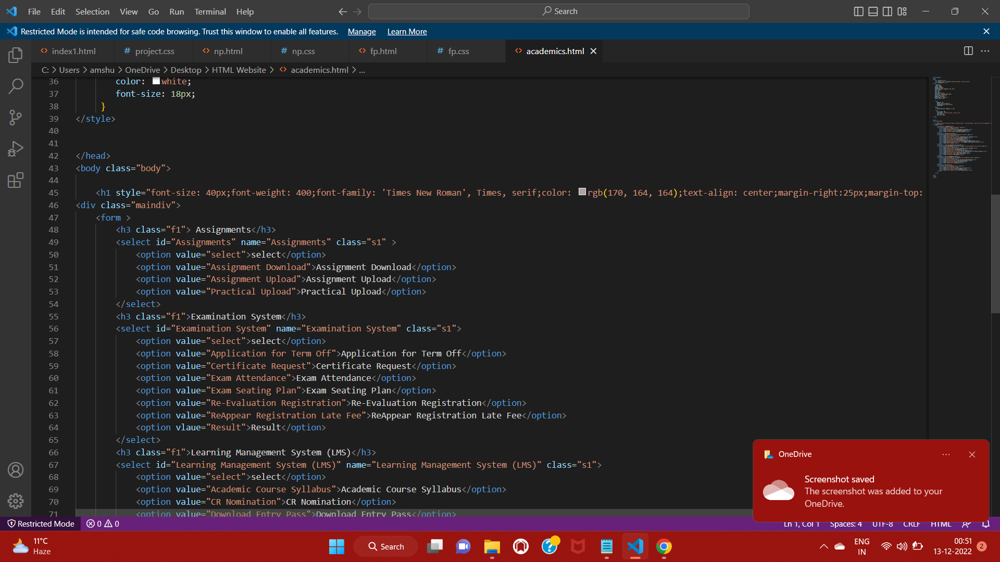 File Edit Selection View Go Run Terminal Help
Search
Restricted Mode is intended for safe code browsing. Trust this window to enable all features. Manage Learn More
<> index1.html # project.css <> np.html # np.css <> fp.html # fp.css <> academics.html
C: > Users > amshu > OneDrive > Desktop > HTML Website > <> academics.html > ...
36 color: white;
37 font-size: 18px;
38 }
39 </style>
40
41
42 </head>
43 <body class="body">
44
45 <h1 style="font-size: 40px;font-weight: 400;font-family: 'Times New Roman', Times, serif;color: rgb(170, 164, 164);text-align: center;margin-right:25px;margin-top:
46 <div class="maindiv">
47 <form >
48 <h3 class="f1"> Assignments</h3>
49 <select id="Assignments" name="Assignments" class="s1" >
50 <option value="select">select</option>
51 <option value="Assignment Download">Assignment Download</option>
52 <option value="Assignment Upload">Assignment Upload</option>
53 <option value="Practical Upload">Practical Upload</option>
54 </select>
55 <h3 class="f1">Examination System</h3>
56 <select id="Examination System" name="Examination System" class="s1">
57 <option value="select">select</option>
58 <option value="Application for Term Off">Application for Term Off</option>
59 <option value="Certificate Request">Certificate Request</option>
60 <option value="Exam Attendance">Exam Attendance</option>
61 <option value="Exam Seating Plan">Exam Seating Plan</option>
62 <option value="Re-Evaluation Registration">Re-Evaluation Registration</option>
63 <option value="ReAppear Registration Late Fee">ReAppear Registration Late Fee</option>
64 <option vlaue="Result">Result</option>
65 </select>
66 <h3 class="f1">Learning Management System (LMS)</h3>
67 <select id="Learning Management System (LMS)" name="Learning Management System (LMS)" class="s1">
68 <option value="select">select</option>
69 <option value="Academic Course Syllabus">Academic Course Syllabus</option>
70 <option value="CR Nomination">CR Nomination</option>
71 <option value="Download Entry Pass">Download Entry Pass</option>
OneDrive
Screenshot saved
The screenshot was added to your
OneDrive.
Restricted Mode 0 0 Ln 1, Col 1 Spaces: 4 UTF-8 CRLF HTML
11°C
Haze
Search
ENG
IN
00:51
13-12-2022
2